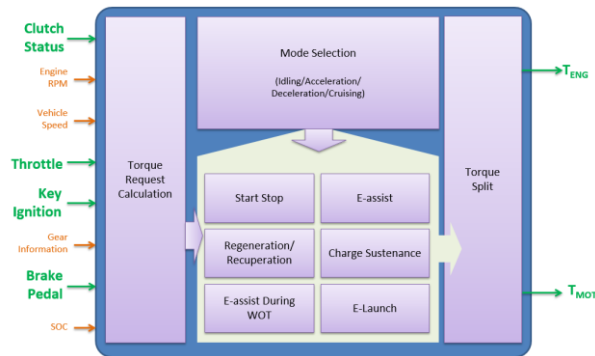 Clutch
Status
Engine
RPM
Vehicle
Speed
Throttle
Key
Ignition
Gear
Information
Brake
Pedal
SOC
Torque
Request
Calculation
Mode Selection
(Idling/Acceleration/
Deceleration/Cruising)
Start Stop
E-assist
Regeneration/
Recuperation
Charge Sustenance
E-assist During
WOT
E-Launch
Torque
Split
TENG
TMOT